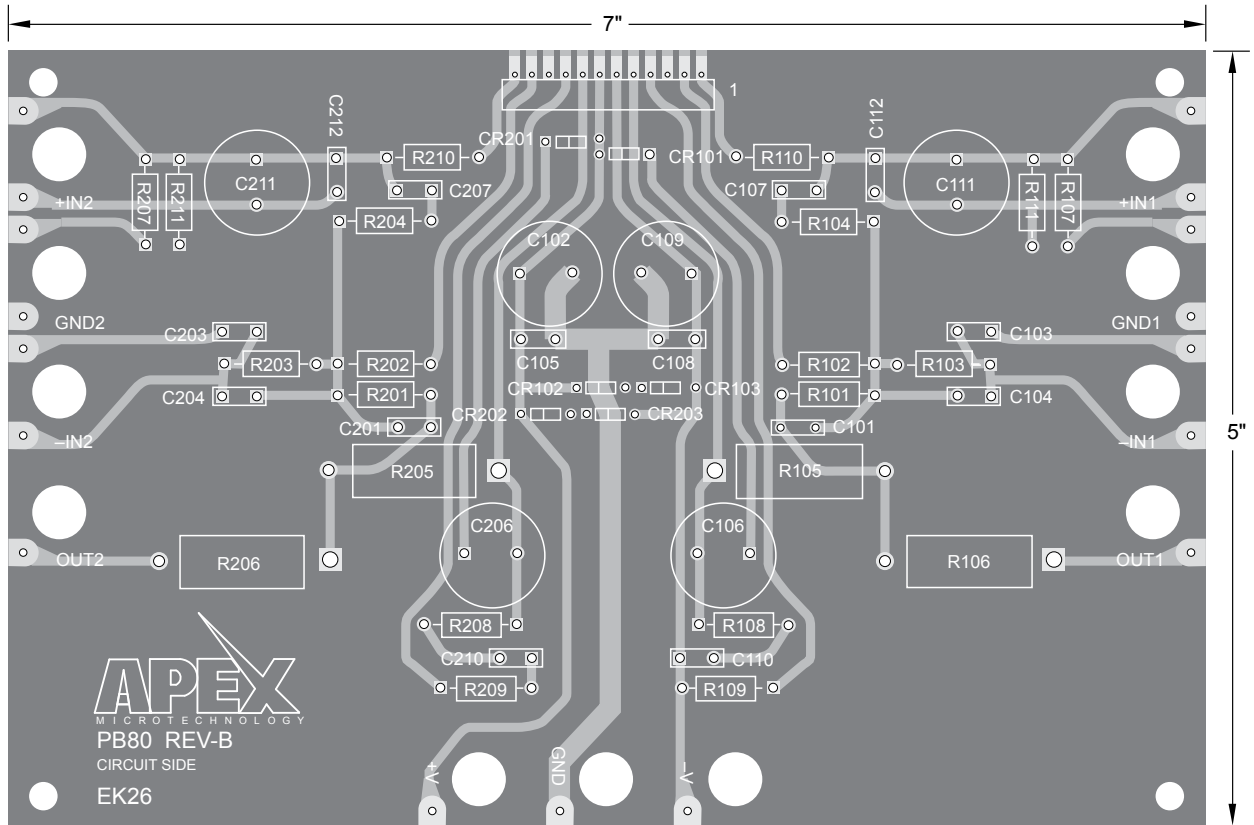 7"
1
C212
C112
CR201
CR101
R210
R110
C211
C207
C107
C111
R207
R211
R111
R107
+IN2
+IN1
R204
R104
C102
C109
GND2
GND1
C203
C103
C105
C108
R203
R202
R102
R103
CR102
CR103
C204
R201
R101
C104
CR202
CR203
C201
C101
–IN2
–IN1
5"
R205
R105
C206
C106
OUT2
R206
R106
OUT1
R208
R108
C210
C110
R209
R109
APEX
MICROTECHNOLOGY
PB80 REV-B
CIRCUIT SIDE
EK26
+V
GND
–V